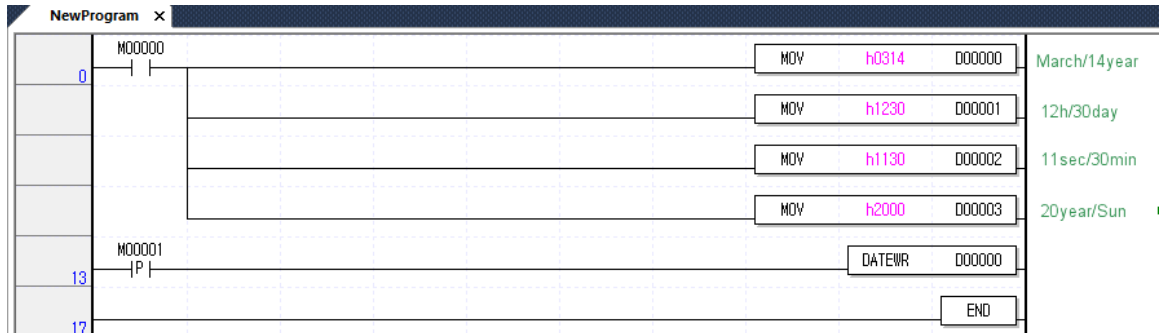 NewProgram x
M00000
0 MOV h0314 D00000 March/14year
MOV h1230 D00001 12h/30day
MOV h1130 D00002 11sec/30min
MOV h2000 D00003 20year/Sun
M00001
P
13 DATEWR D00000
17 END